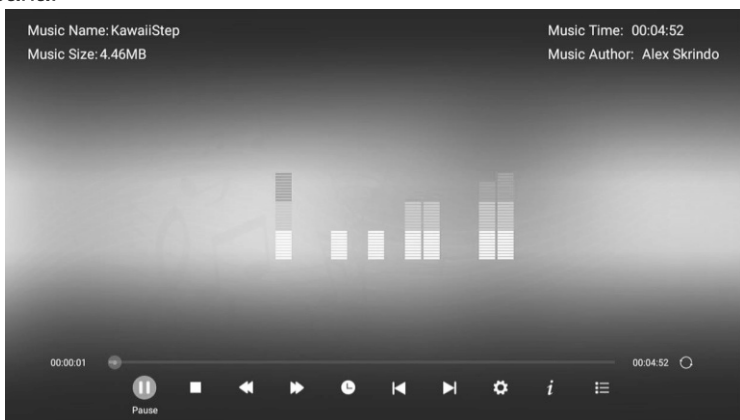 Music Name: KawaiiStep
Music Size: 4.46MB
Music Time: 00:04:52
Music Author: Alex Skrindo
00:00:01
00:04:52
Pause